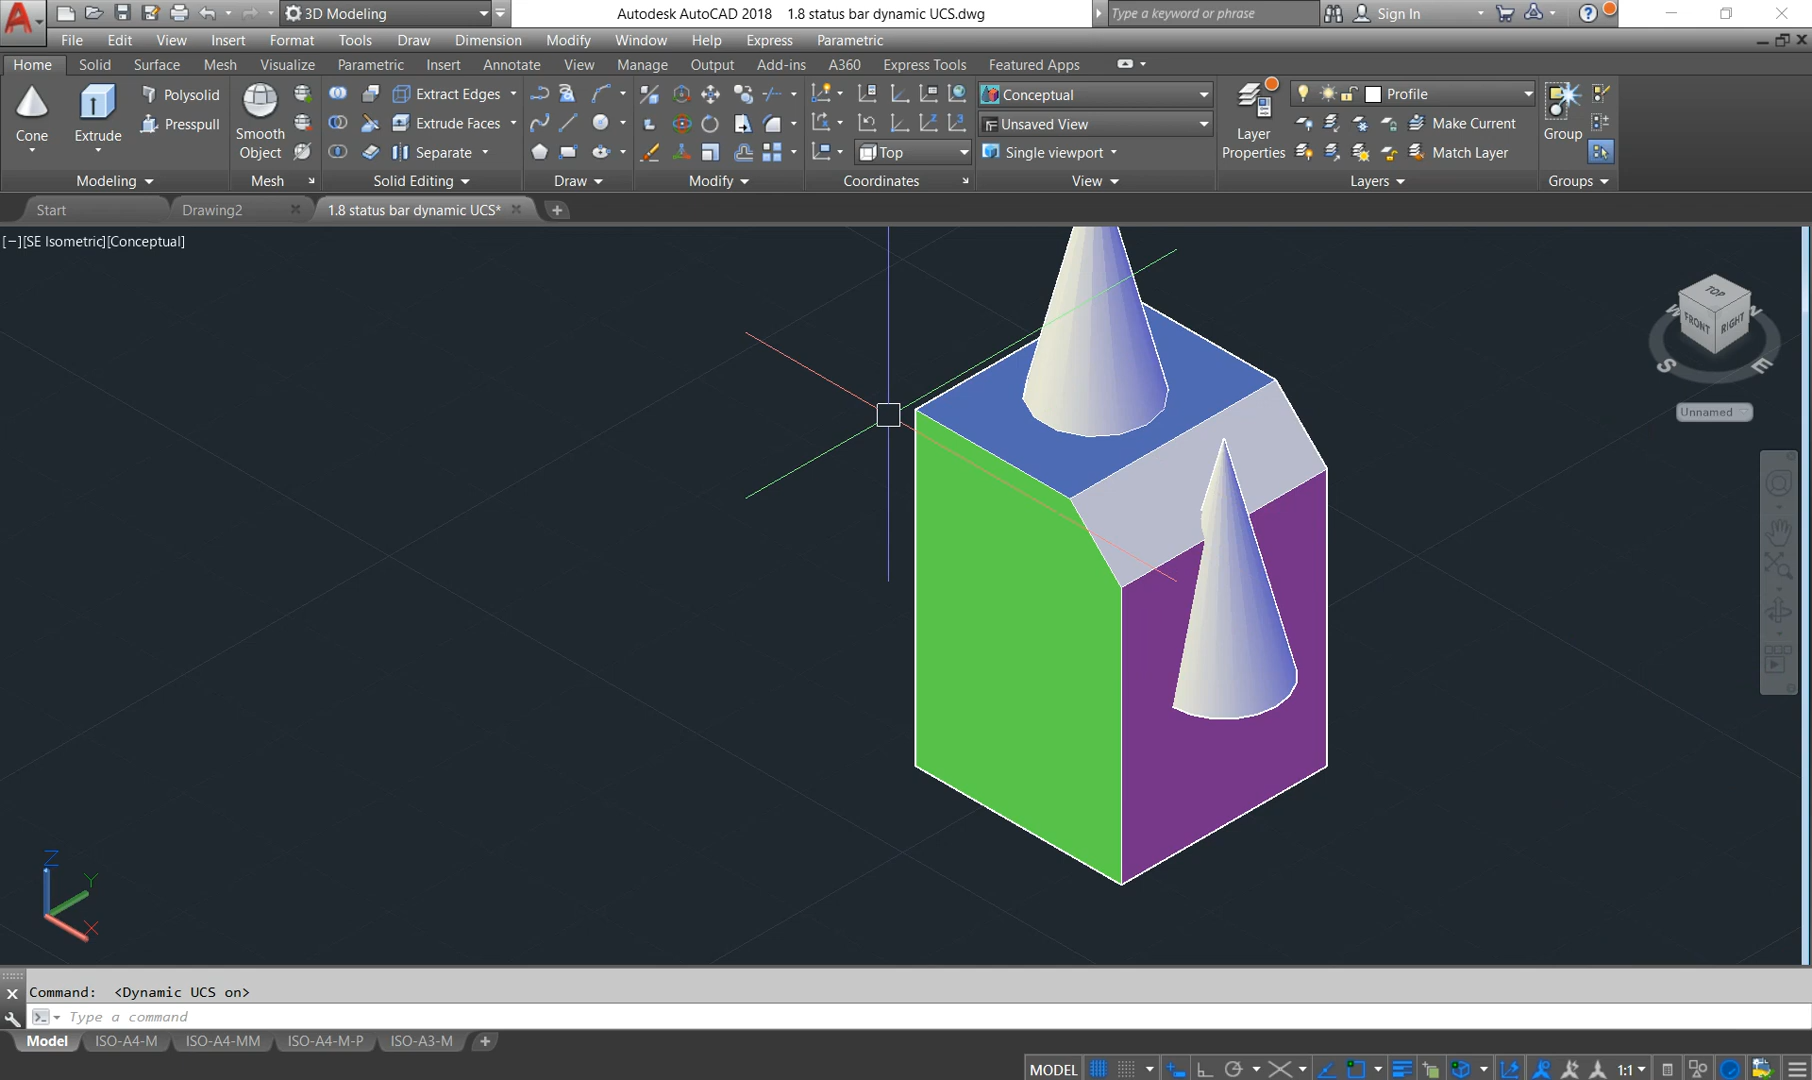 3D Modeling
Autodesk AutoCAD 2018 1.8 status bar dynamic UCS.dwg
Type a keyword or phrase
Sign In
File Edit View Insert Format Tools Draw Dimension Modify Window Help Express Parametric
Home Solid Surface Mesh Visualize Parametric Insert Annotate View Manage Output Add-ins A360 Express Tools Featured Apps
Cone
Extrude
Polysolid
Presspull
Modeling
Smooth
Object
Mesh
Extract Edges
Extrude Faces
Separate
Solid Editing
Draw
Modify
Top
Coordinates
Conceptual
Unsaved View
Single viewport
View
Layer
Properties
Profile
Make Current
Match Layer
Layers
Group
Groups
Start Drawing2 1.8 status bar dynamic UCS*
[−][SE Isometric][Conceptual]
TOP
FRONT RIGHT
W N
S E
Unnamed
Z
Y
X
Command: <Dynamic UCS on>
Type a command
Model ISO-A4-M ISO-A4-MM ISO-A4-M-P ISO-A3-M
MODEL 1:1